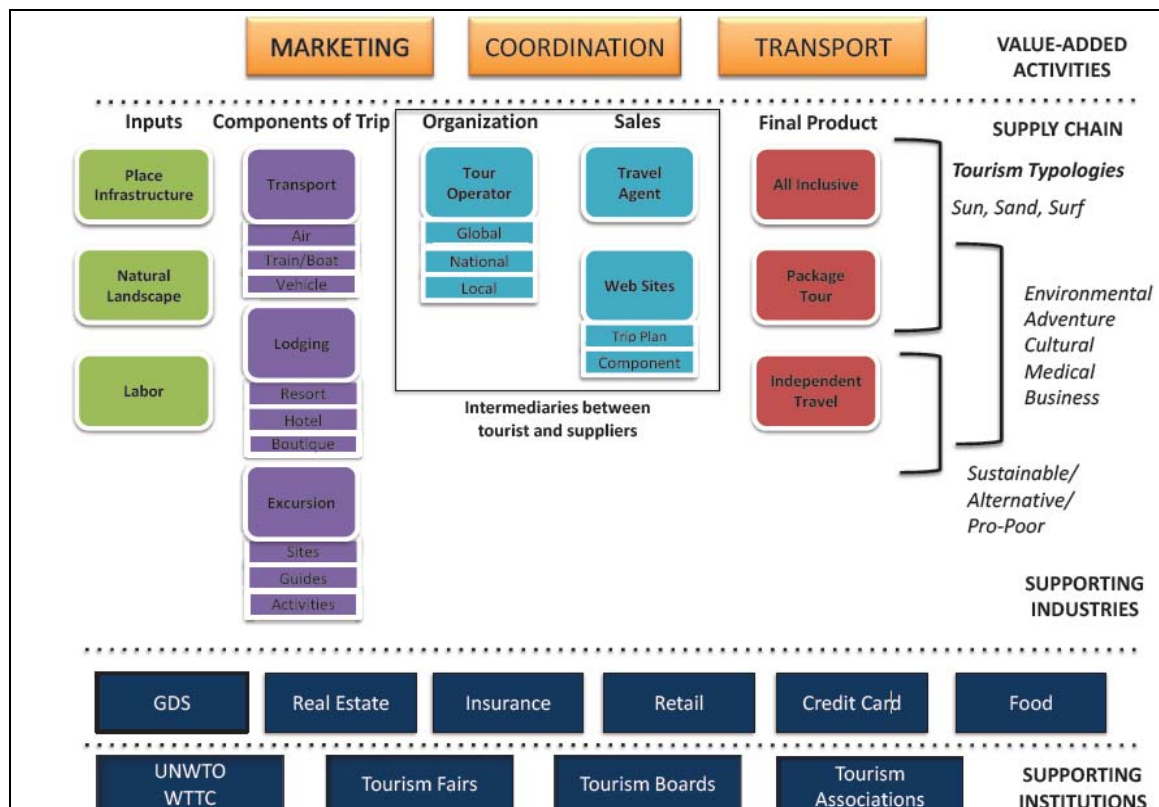 MARKETING
COORDINATION
TRANSPORT
VALUE-ADDED
ACTIVITIES
Inputs
Components of Trip
Organization
Sales
Final Product
SUPPLY CHAIN
Place
Infrastructure
Natural
Landscape
Labor
Transport
Air
Train/Boat
Vehicle
Lodging
Resort
Hotel
Boutique
Excursion
Sites
Guides
Activities
Tour
Operator
Global
National
Local
Travel
Agent
Web Sites
Trip Plan
Component
Intermediaries between
tourist and suppliers
All Inclusive
Package
Tour
Independent
Travel
Tourism Typologies
Sun, Sand, Surf
Environmental
Adventure
Cultural
Medical
Business
Sustainable/
Alternative/
Pro-Poor
SUPPORTING
INDUSTRIES
GDS
Real Estate
Insurance
Retail
Credit Card
Food
UNWTO
WTTC
Tourism Fairs
Tourism Boards
Tourism
Associations
SUPPORTING
INSTITUTIONS